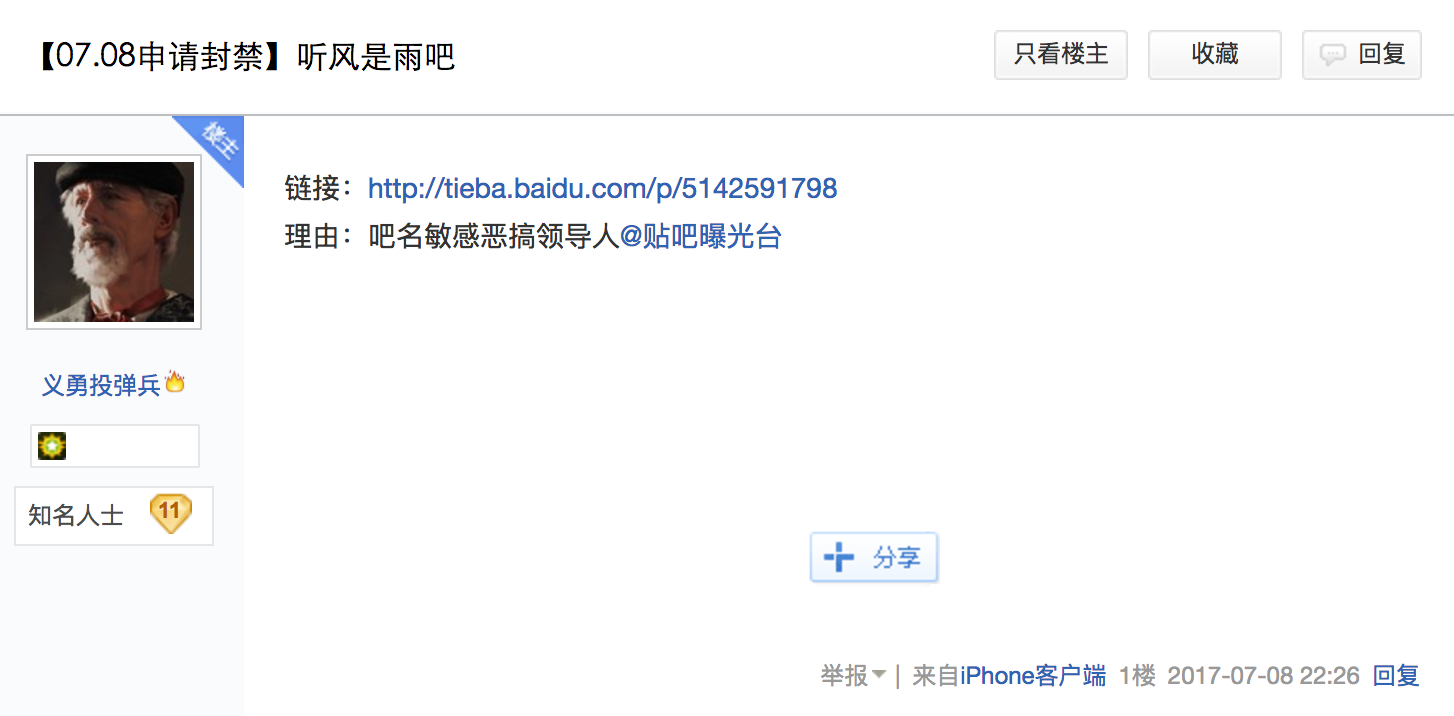 【07.08申请封禁】听风是雨吧
只看楼主
收藏
回复
楼主
链接：http://tieba.baidu.com/p/5142591798
理由：吧名敏感恶搞领导人@贴吧曝光台
义勇投弹兵
知名人士 11
分享
举报 | 来自iPhone客户端 1楼 2017-07-08 22:26 回复